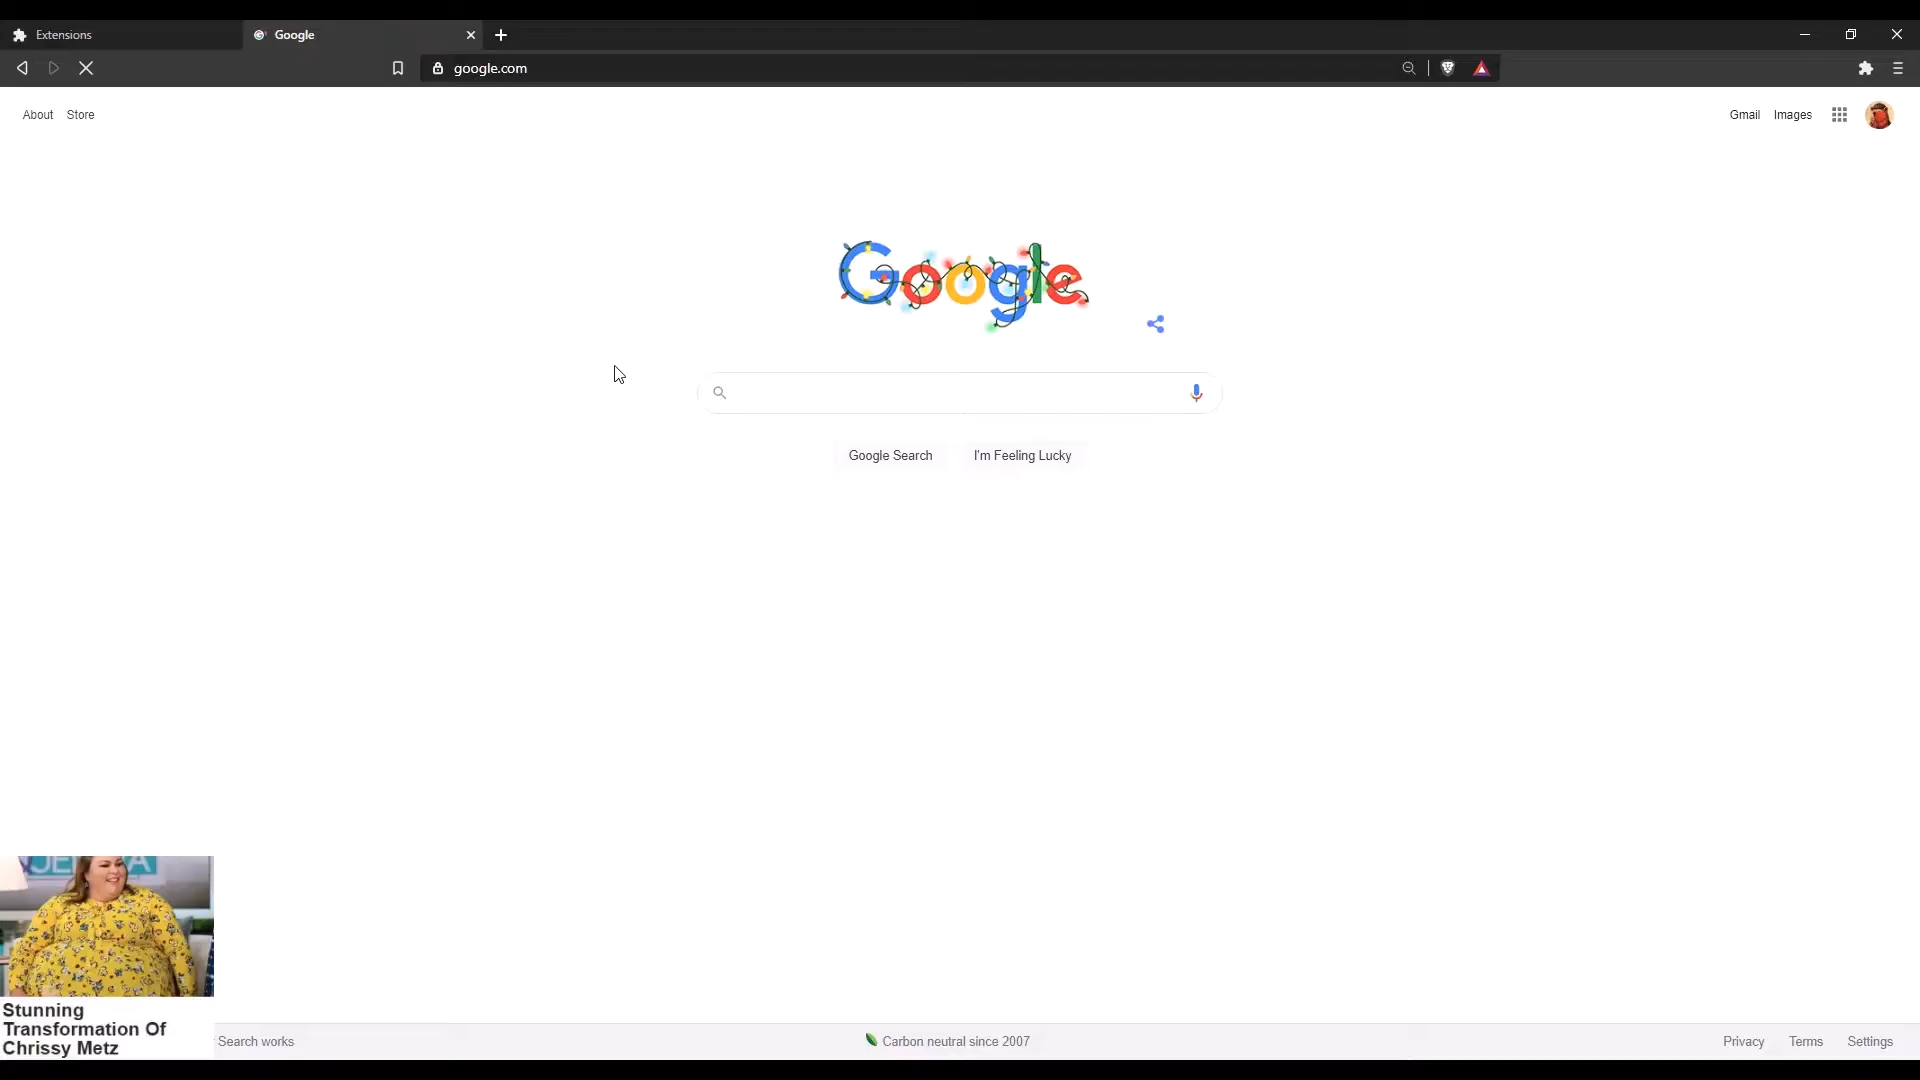 Extensions
Google
google.com
About Store
Gmail Images
Google
Google Search I'm Feeling Lucky
Stunning
Transformation Of
Chrissy Metz
Search works
Carbon neutral since 2007
Privacy Terms Settings